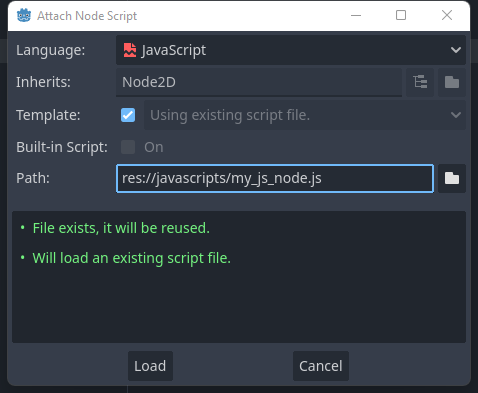 Attach Node Script
Language: JavaScript
Inherits: Node2D
Template: Using existing script file.
Built-in Script: On
Path: res://javascripts/my_js_node.js
• File exists, it will be reused.
• Will load an existing script file.
Load Cancel